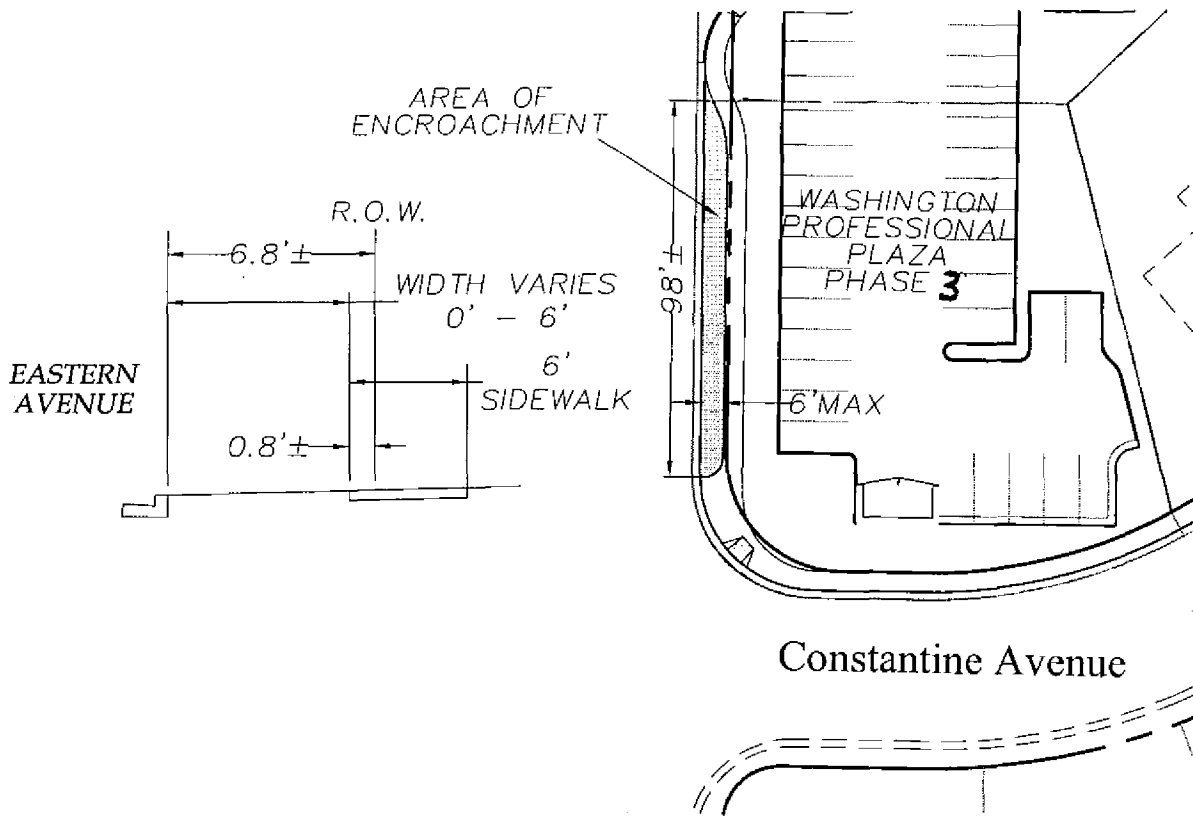 AREA OF
ENCROACHMENT
R.O.W.
6.8'±
WIDTH VARIES
0' - 6'
6'
SIDEWALK
EASTERN
AVENUE
0.8'±
98'±
WASHINGTON
PROFESSIONAL
PLAZA
PHASE 3
6'MAX
Constantine Avenue